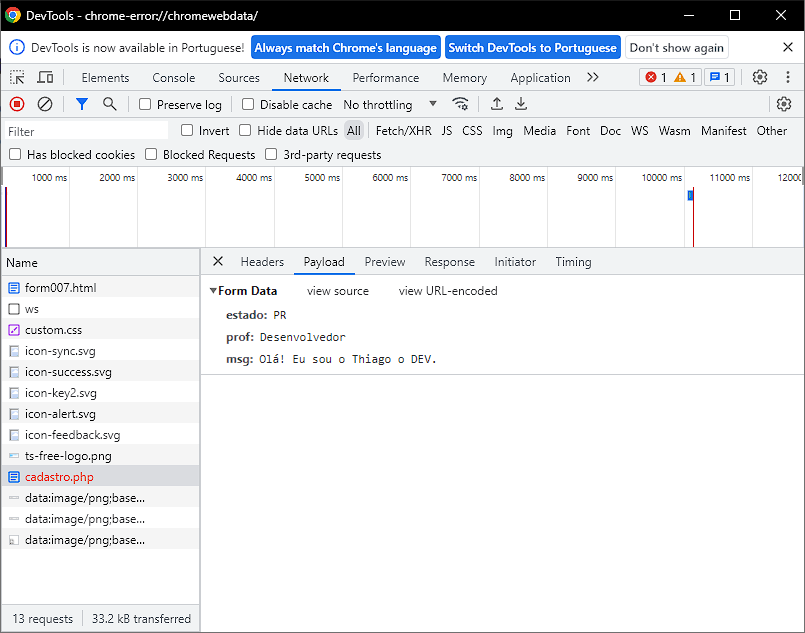 DevTools - chrome-error://chromewebdata/
DevTools is now available in Portuguese! Always match Chrome's language Switch DevTools to Portuguese Don't show again
Elements Console Sources Network Performance Memory Application 1 1 1
Preserve log Disable cache No throttling
Filter Invert Hide data URLs All Fetch/XHR JS CSS Img Media Font Doc WS Wasm Manifest Other
Has blocked cookies Blocked Requests 3rd-party requests
1000 ms 2000 ms 3000 ms 4000 ms 5000 ms 6000 ms 7000 ms 8000 ms 9000 ms 10000 ms 11000 ms 12000
Name Headers Payload Preview Response Initiator Timing
form007.html
ws
custom.css
icon-sync.svg
icon-success.svg
icon-key2.svg
icon-alert.svg
icon-feedback.svg
ts-free-logo.png
cadastro.php
data:image/png;base...
data:image/png;base...
data:image/png;base...
Form Data view source view URL-encoded
estado: PR
prof: Desenvolvedor
msg: Olá! Eu sou o Thiago o DEV.
13 requests 33.2 kB transferred